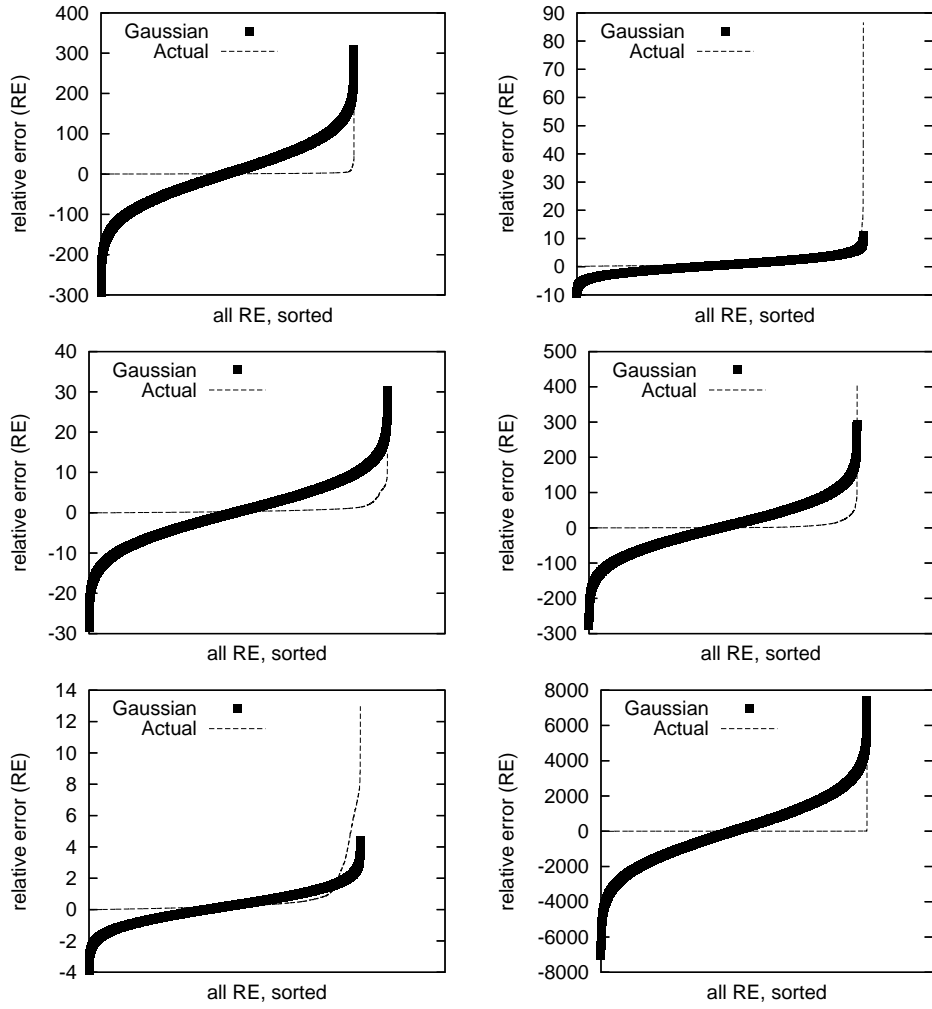 400
300
200
100
0
-100
-200
-300
relative error (RE)
Gaussian
Actual
all RE, sorted
90
80
70
60
50
40
30
20
10
0
-10
relative error (RE)
Gaussian
Actual
all RE, sorted
40
30
20
10
0
-10
-20
-30
relative error (RE)
Gaussian
Actual
all RE, sorted
500
400
300
200
100
0
-100
-200
-300
relative error (RE)
Gaussian
Actual
all RE, sorted
14
12
10
8
6
4
2
0
-2
-4
relative error (RE)
Gaussian
Actual
all RE, sorted
8000
6000
4000
2000
0
-2000
-4000
-6000
-8000
relative error (RE)
Gaussian
Actual
all RE, sorted